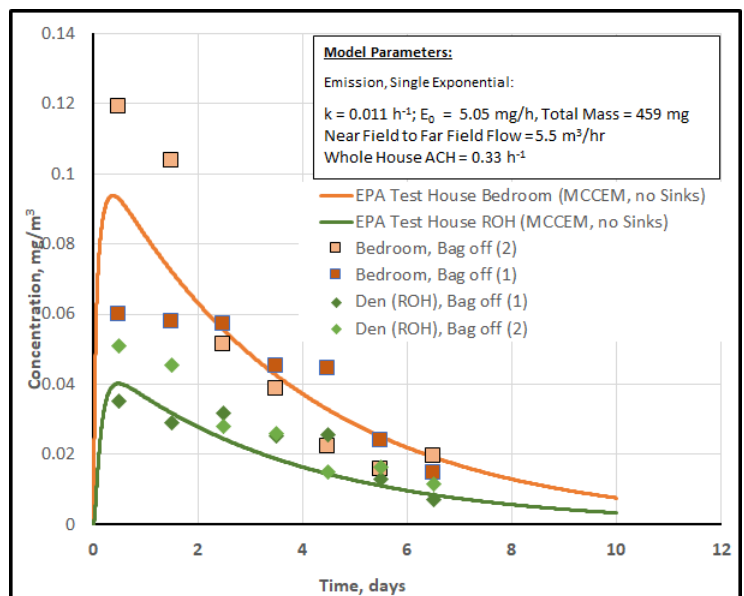 0.14
0.12
0.1
0.08
0.06
0.04
0.02
0
Concentration, mg/m³
Model Parameters:
Emission, Single Exponential:
k = 0.011 h⁻¹; E₀ = 5.05 mg/h, Total Mass = 459 mg
Near Field to Far Field Flow =5.5 m³/hr
Whole House ACH = 0.33 h⁻¹
EPA Test House Bedroom (MCCEM, no Sinks)
EPA Test House ROH (MCCEM, no Sinks)
Bedroom, Bag off (2)
Bedroom, Bag off (1)
Den (ROH), Bag off (1)
Den (ROH), Bag off (2)
0 2 4 6 8 10 12
Time, days